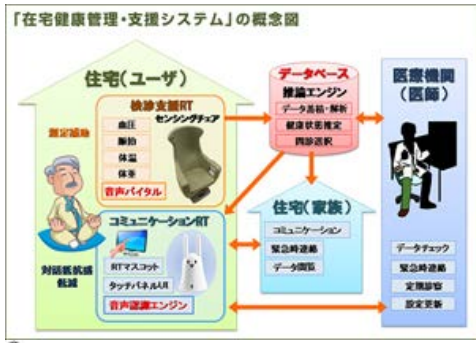 「在宅健康管理・支援システム」の概念図
住宅(ユーザ)
検診支援RT
測定補助
血圧
脈拍
体温
体重
音声バイタル
センシングチェア
コミュニケーションRT
対話抵抗感
低減
RTマスコット
タッチパネルUI
音声認識エンジン
データベース
推論エンジン
データ蓄積・解析
健康状態推定
問診選択
住宅(家族)
コミュニケーション
緊急時連絡
データ閲覧
医療機関
(医師)
データチェック
緊急時連絡
定期診察
設定更新